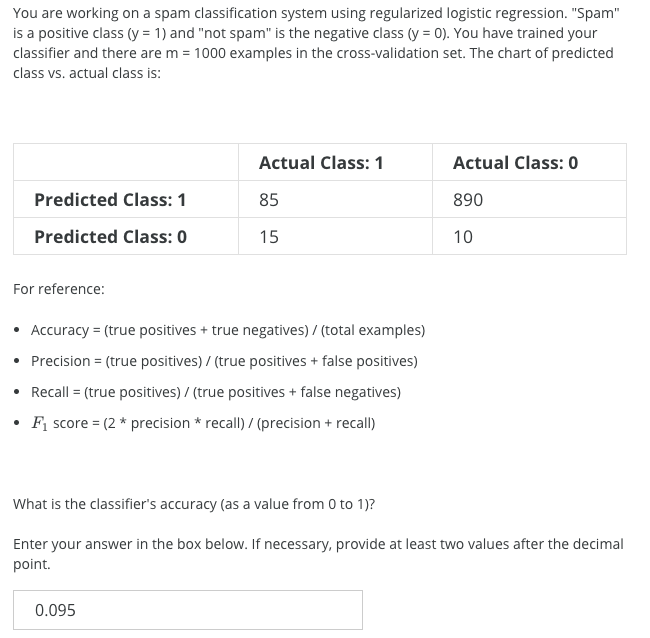 You are working on a spam classification system using regularized logistic regression. "Spam"
is a positive class (y = 1) and "not spam" is the negative class (y = 0). You have trained your
classifier and there are m = 1000 examples in the cross-validation set. The chart of predicted
class vs. actual class is:
Actual Class: 1 Actual Class: 0
Predicted Class: 1 85 890
Predicted Class: 0 15 10
For reference:
• Accuracy = (true positives + true negatives) / (total examples)
• Precision = (true positives) / (true positives + false positives)
• Recall = (true positives) / (true positives + false negatives)
• F₁ score = (2 * precision * recall) / (precision + recall)
What is the classifier's accuracy (as a value from 0 to 1)?
Enter your answer in the box below. If necessary, provide at least two values after the decimal
point.
0.095